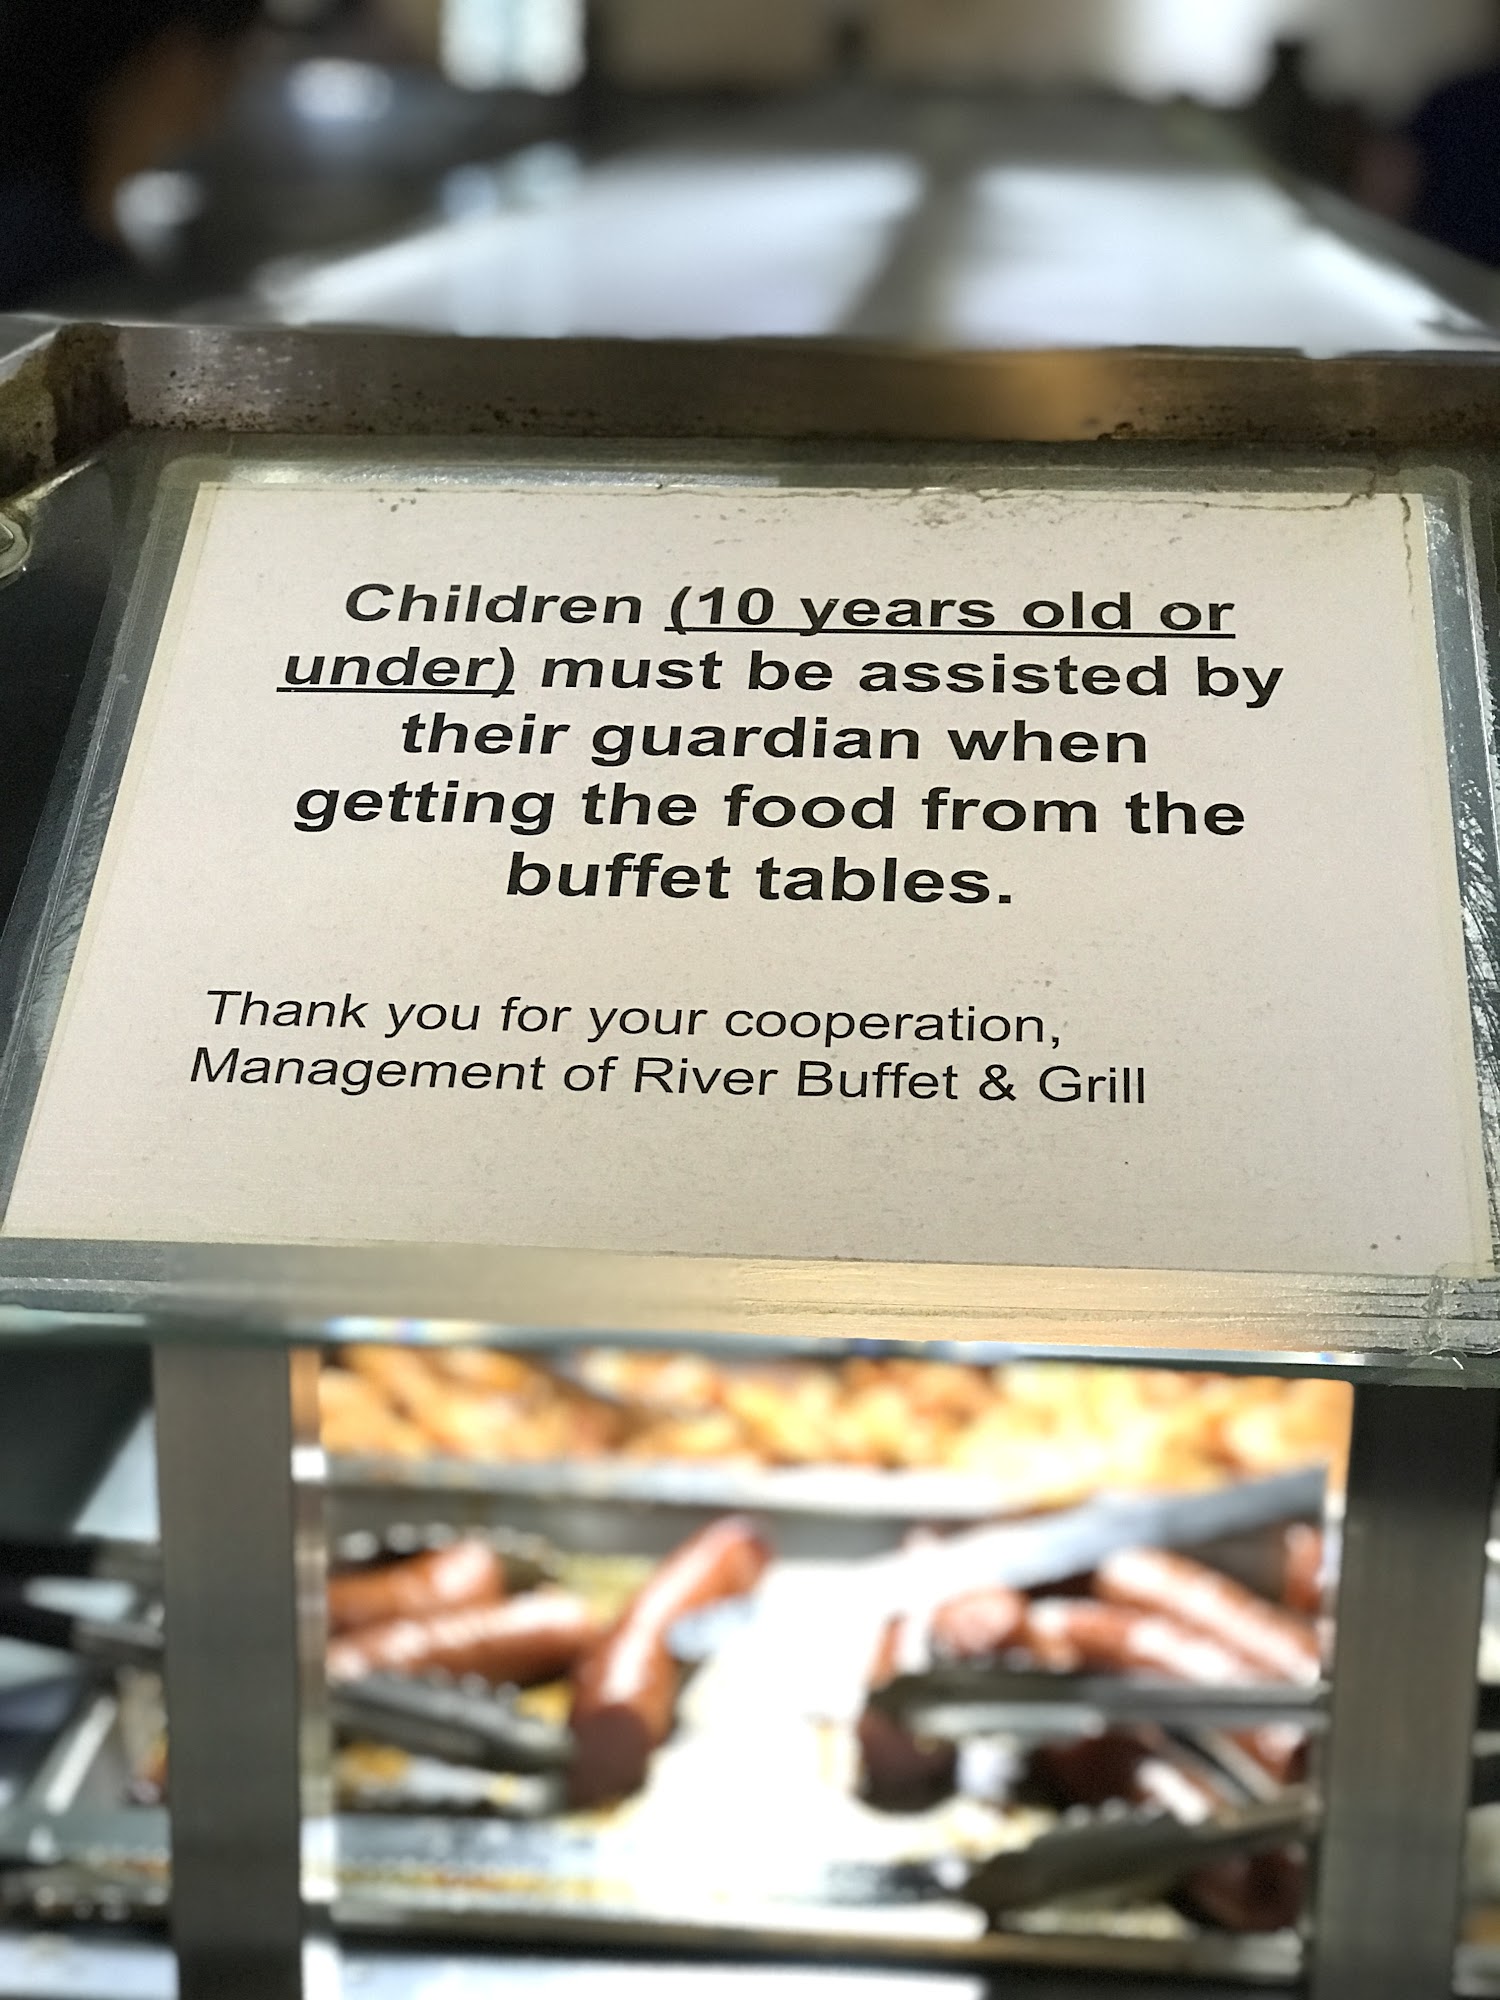 Children (10 years old or
under) must be assisted by
their guardian when
getting the food from the
buffet tables.
Thank you for your cooperation,
Management of River Buffet & Grill